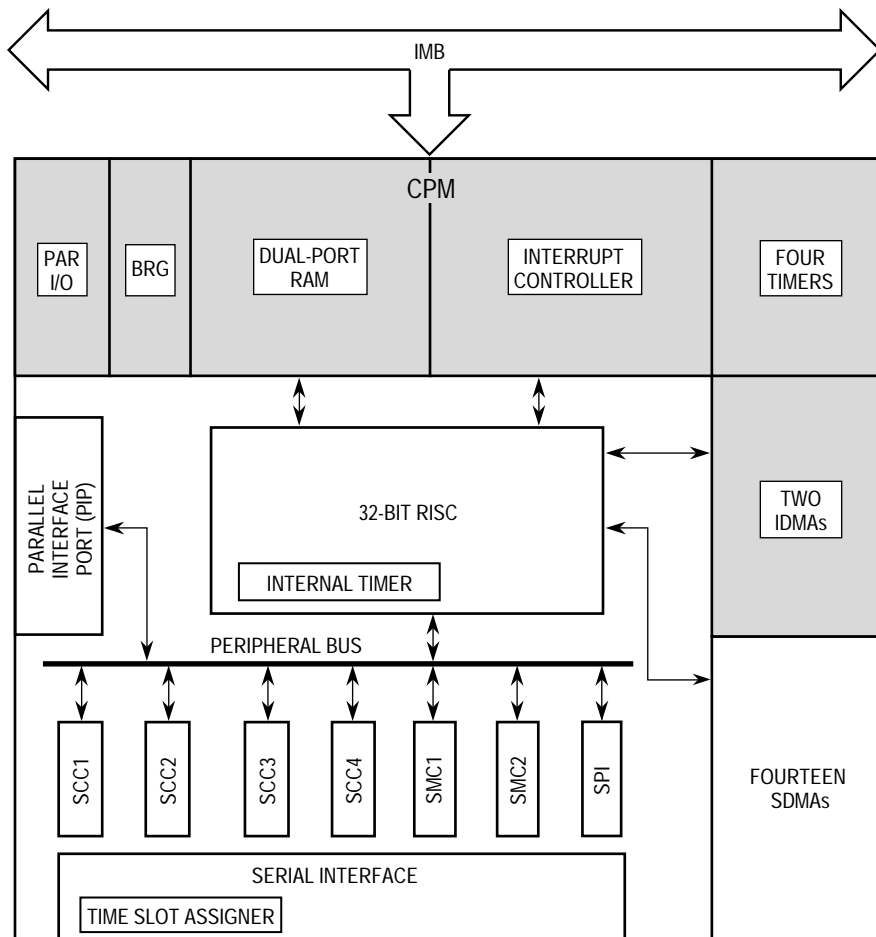 IMB
CPM
PAR
I/O
BRG
DUAL-PORT
RAM
INTERRUPT
CONTROLLER
FOUR
TIMERS
PARALLEL
INTERFACE
PORT (PIP)
32-BIT RISC
INTERNAL TIMER
TWO
IDMAs
PERIPHERAL BUS
SCC1
SCC2
SCC3
SCC4
SMC1
SMC2
SPI
FOURTEEN
SDMAs
SERIAL INTERFACE
TIME SLOT ASSIGNER